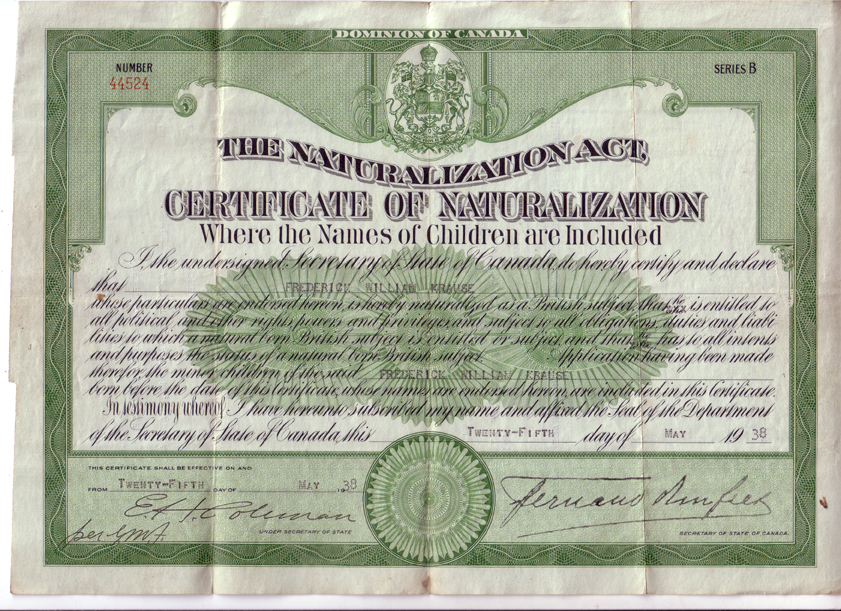 DOMINION OF CANADA
NUMBER
44524
SERIES B
THE NATURALIZATION ACT.
CERTIFICATE OF NATURALIZATION
Where the Names of Children are Included
I, the undersigned, Secretary of State of Canada, do hereby certify and declare
that FREDERICK WILLIAM KRAUSE
whose particulars are endorsed hereon, is hereby naturalized as a British subject, that he is entitled to
all political, and other rights, powers and privileges, and subject to all obligations, duties and liabi-
lities to which a natural born British subject is entitled or subject, and that he has to all intents
and purposes the status of a natural born British subject. Application having been made
therefor, the minor children of the said FREDERICK WILLIAM KRAUSE
born before the date of this Certificate, whose names are endorsed hereon, are included in this Certificate.
In testimony whereof I have hereunto subscribed my name and affixed the Seal of the Department
of the Secretary of State of Canada, this TWENTY-FIFTH day of MAY 19 38
THIS CERTIFICATE SHALL BE EFFECTIVE ON AND
FROM TWENTY-FIFTH DAY OF MAY 1938
E. H. Coleman
UNDER SECRETARY OF STATE
Fernand Rinfret
SECRETARY OF STATE OF CANADA.
per